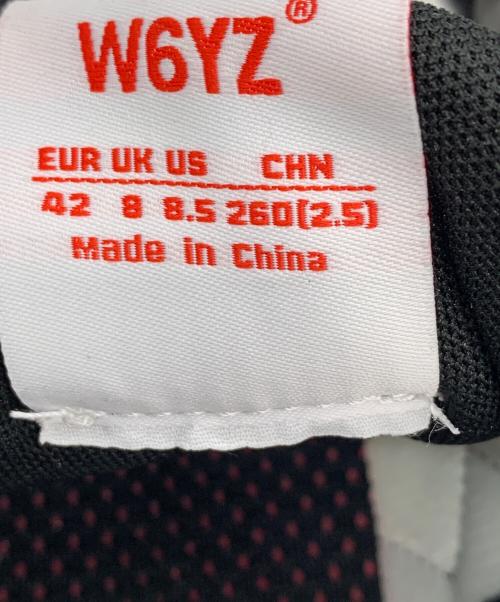 W6YZ®
EUR UK US CHN
42 8 8.5 260(2.5)
Made in China